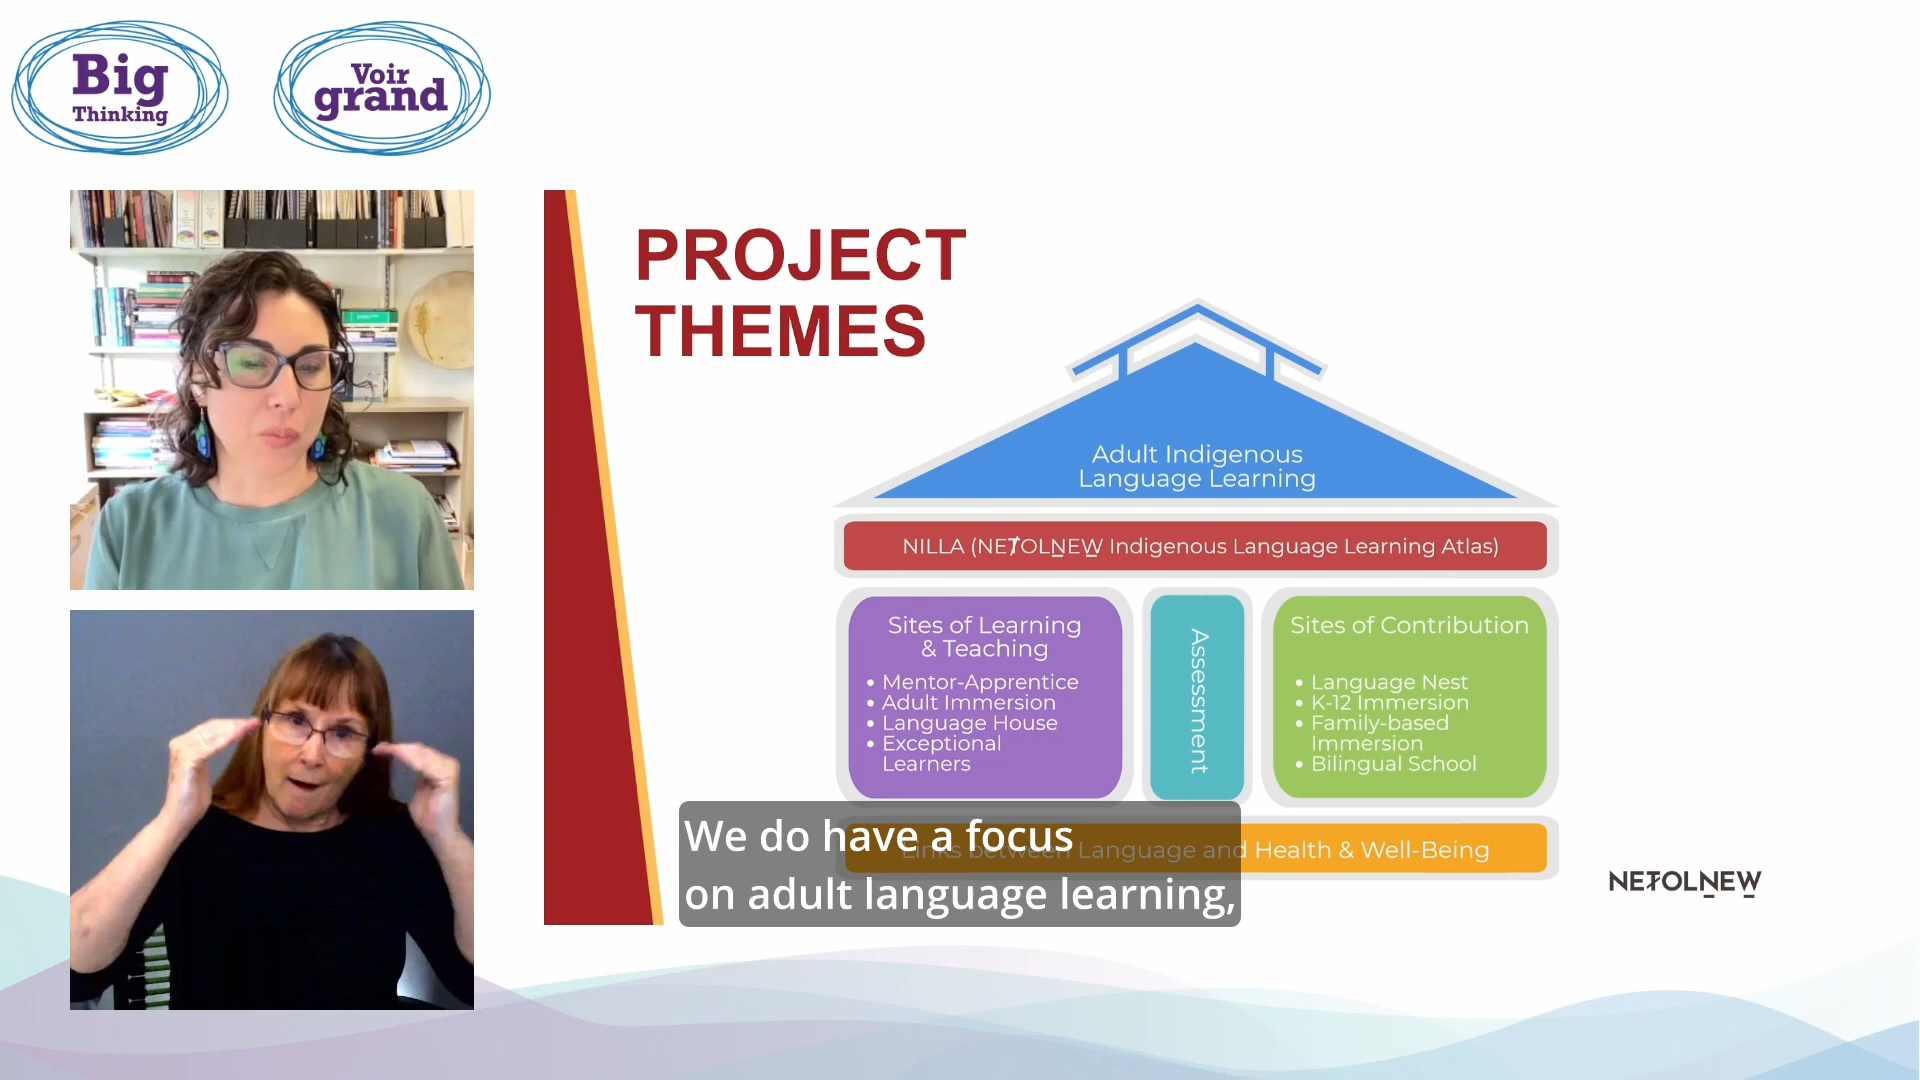 Big
Thinking
Voir
grand
PROJECT
THEMES
Adult Indigenous
Language Learning
NILLA (NEȾOLṈEW̱ Indigenous Language Learning Atlas)
Sites of Learning
& Teaching
• Mentor-Apprentice
• Adult Immersion
• Language House
• Exceptional
Learners
Assessment
Sites of Contribution
• Language Nest
• K-12 Immersion
• Family-based
Immersion
• Bilingual School
Links between Language and Health & Well-Being
We do have a focus
on adult language learning,
NEȾOLṈEW̱